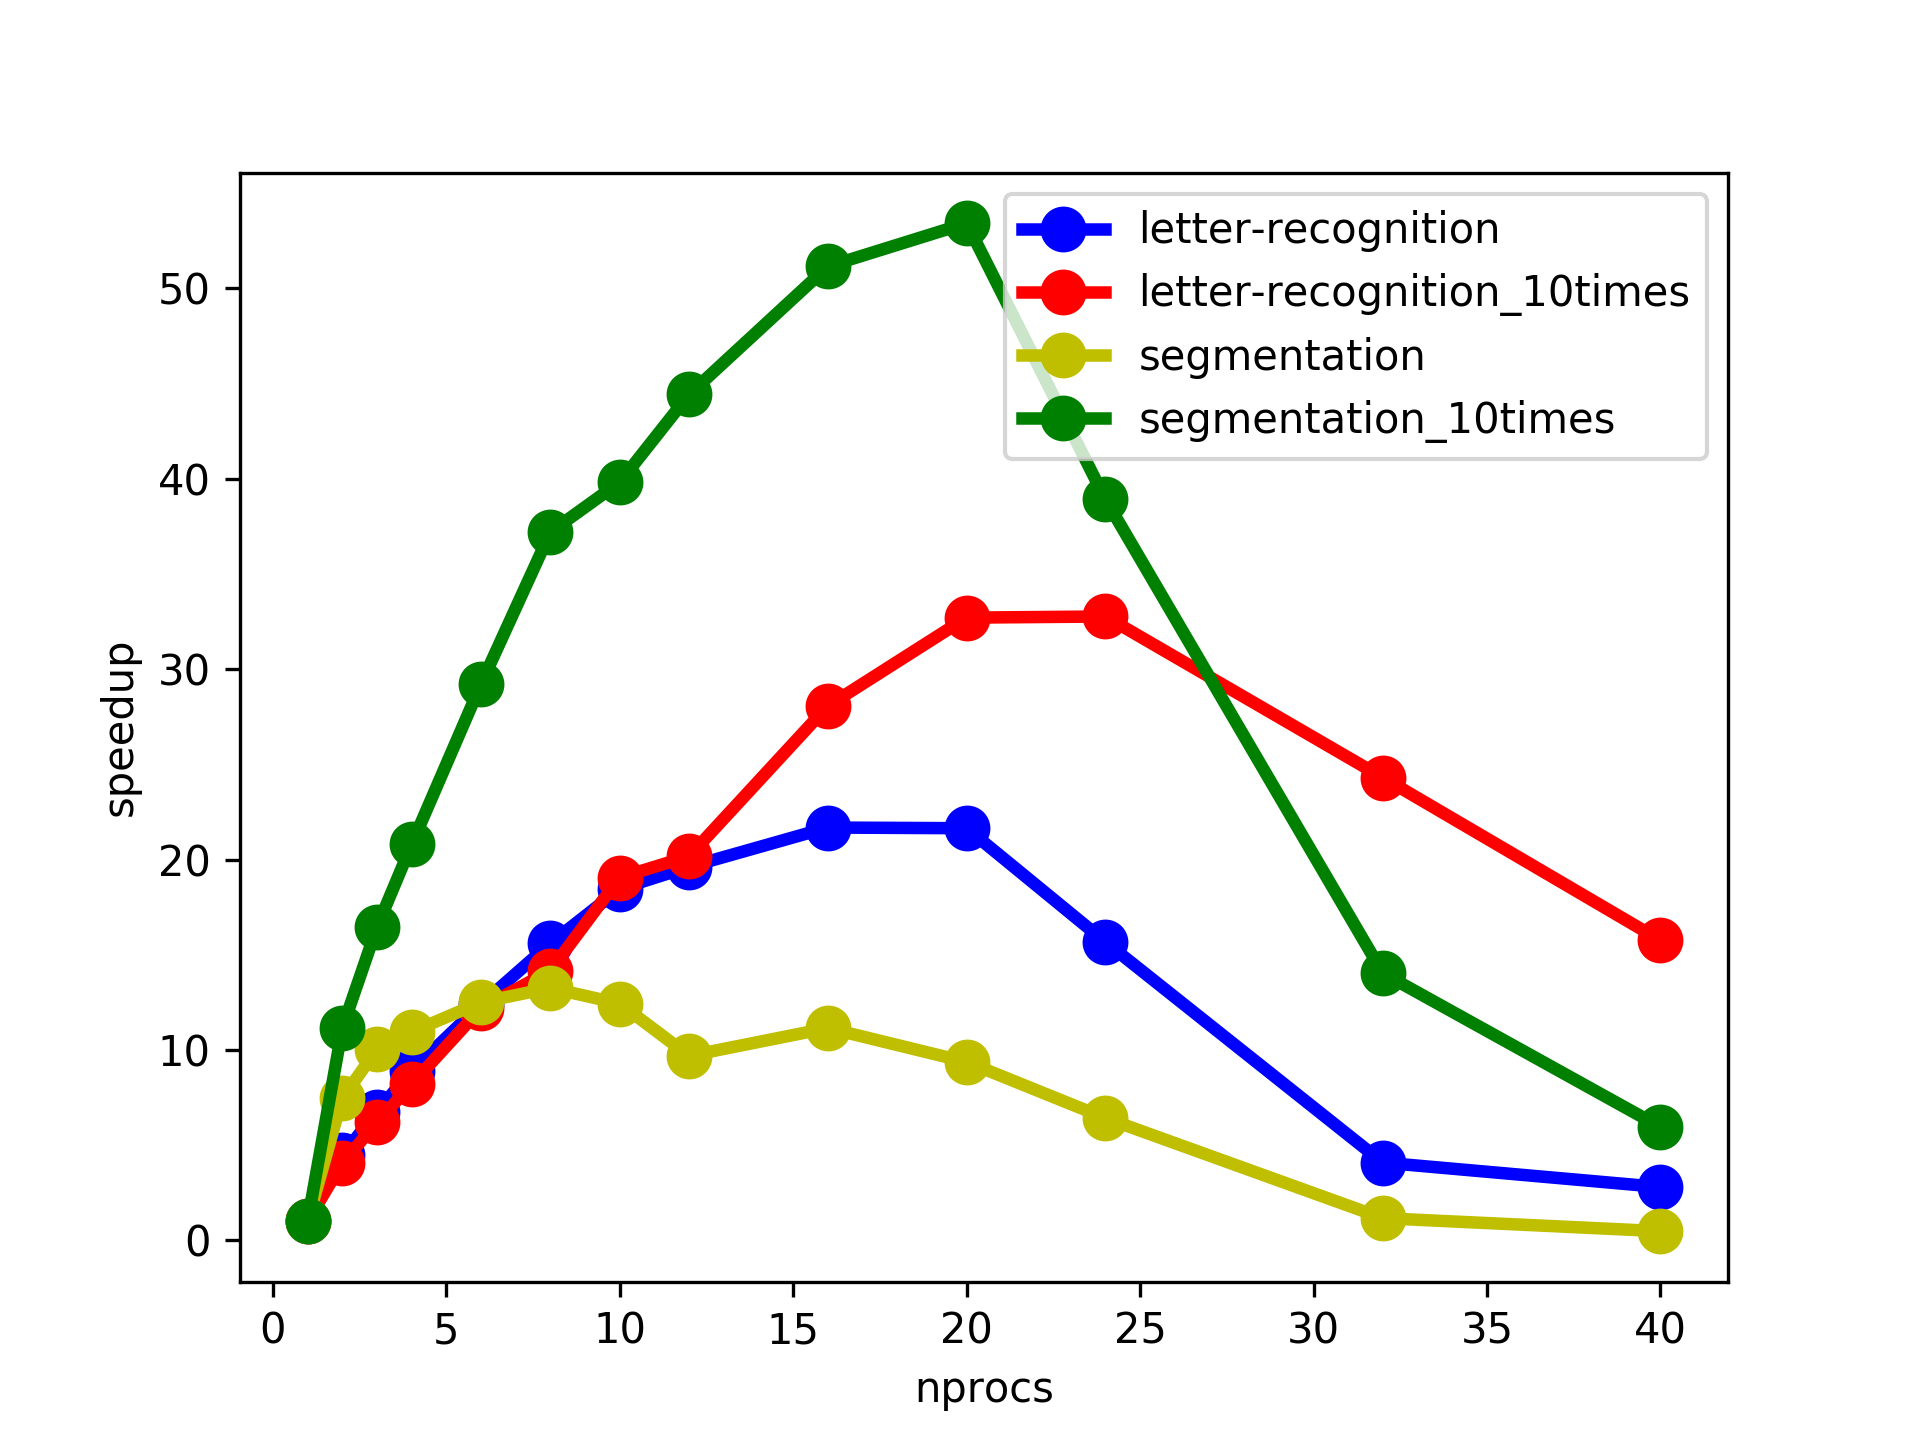 letter-recognition
letter-recognition_10times
segmentation
segmentation_10times
50
40
30
20
10
0
speedup
0 5 10 15 20 25 30 35 40
nprocs